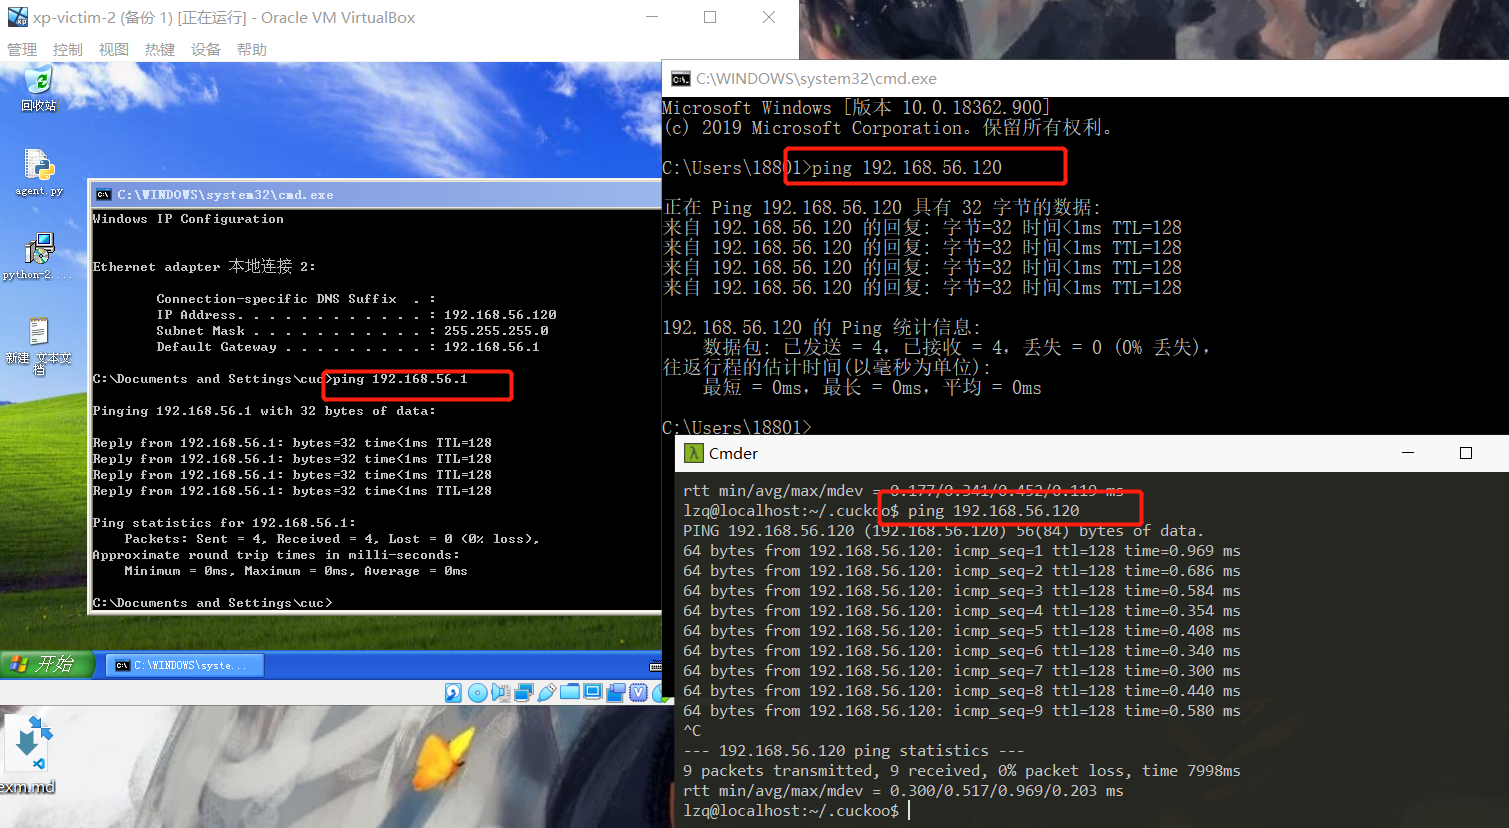 xp-victim-2 (备份 1) [正在运行] - Oracle VM VirtualBox
管理 控制 视图 热键 设备 帮助
回收站
agent.py
python-2....
新建 文本文
档
C:\WINDOWS\system32\cmd.exe
Windows IP Configuration
Ethernet adapter 本地连接 2:
Connection-specific DNS Suffix  . :
IP Address. . . . . . . . . . . . : 192.168.56.120
Subnet Mask . . . . . . . . . . . : 255.255.255.0
Default Gateway . . . . . . . . . : 192.168.56.1
C:\Documents and Settings\cuc>ping 192.168.56.1
Pinging 192.168.56.1 with 32 bytes of data:
Reply from 192.168.56.1: bytes=32 time<1ms TTL=128
Reply from 192.168.56.1: bytes=32 time<1ms TTL=128
Reply from 192.168.56.1: bytes=32 time<1ms TTL=128
Reply from 192.168.56.1: bytes=32 time<1ms TTL=128
Ping statistics for 192.168.56.1:
Packets: Sent = 4, Received = 4, Lost = 0 (0% loss),
Approximate round trip times in milli-seconds:
Minimum = 0ms, Maximum = 0ms, Average = 0ms
C:\Documents and Settings\cuc>
开始
C:\WINDOWS\syste...
exm.md
C:\WINDOWS\system32\cmd.exe
Microsoft Windows [版本 10.0.18362.900]
(c) 2019 Microsoft Corporation。保留所有权利。
C:\Users\18801>ping 192.168.56.120
正在 Ping 192.168.56.120 具有 32 字节的数据:
来自 192.168.56.120 的回复: 字节=32 时间<1ms TTL=128
来自 192.168.56.120 的回复: 字节=32 时间<1ms TTL=128
来自 192.168.56.120 的回复: 字节=32 时间<1ms TTL=128
来自 192.168.56.120 的回复: 字节=32 时间<1ms TTL=128
192.168.56.120 的 Ping 统计信息:
数据包: 已发送 = 4，已接收 = 4，丢失 = 0 (0% 丢失)，
往返行程的估计时间(以毫秒为单位):
最短 = 0ms，最长 = 0ms，平均 = 0ms
C:\Users\18801>
Cmder
rtt min/avg/max/mdev = 0.177/0.341/0.452/0.119 ms
lzq@localhost:~/.cuckoo$ ping 192.168.56.120
PING 192.168.56.120 (192.168.56.120) 56(84) bytes of data.
64 bytes from 192.168.56.120: icmp_seq=1 ttl=128 time=0.969 ms
64 bytes from 192.168.56.120: icmp_seq=2 ttl=128 time=0.686 ms
64 bytes from 192.168.56.120: icmp_seq=3 ttl=128 time=0.584 ms
64 bytes from 192.168.56.120: icmp_seq=4 ttl=128 time=0.354 ms
64 bytes from 192.168.56.120: icmp_seq=5 ttl=128 time=0.408 ms
64 bytes from 192.168.56.120: icmp_seq=6 ttl=128 time=0.340 ms
64 bytes from 192.168.56.120: icmp_seq=7 ttl=128 time=0.300 ms
64 bytes from 192.168.56.120: icmp_seq=8 ttl=128 time=0.440 ms
64 bytes from 192.168.56.120: icmp_seq=9 ttl=128 time=0.580 ms
^C
--- 192.168.56.120 ping statistics ---
9 packets transmitted, 9 received, 0% packet loss, time 7998ms
rtt min/avg/max/mdev = 0.300/0.517/0.969/0.203 ms
lzq@localhost:~/.cuckoo$